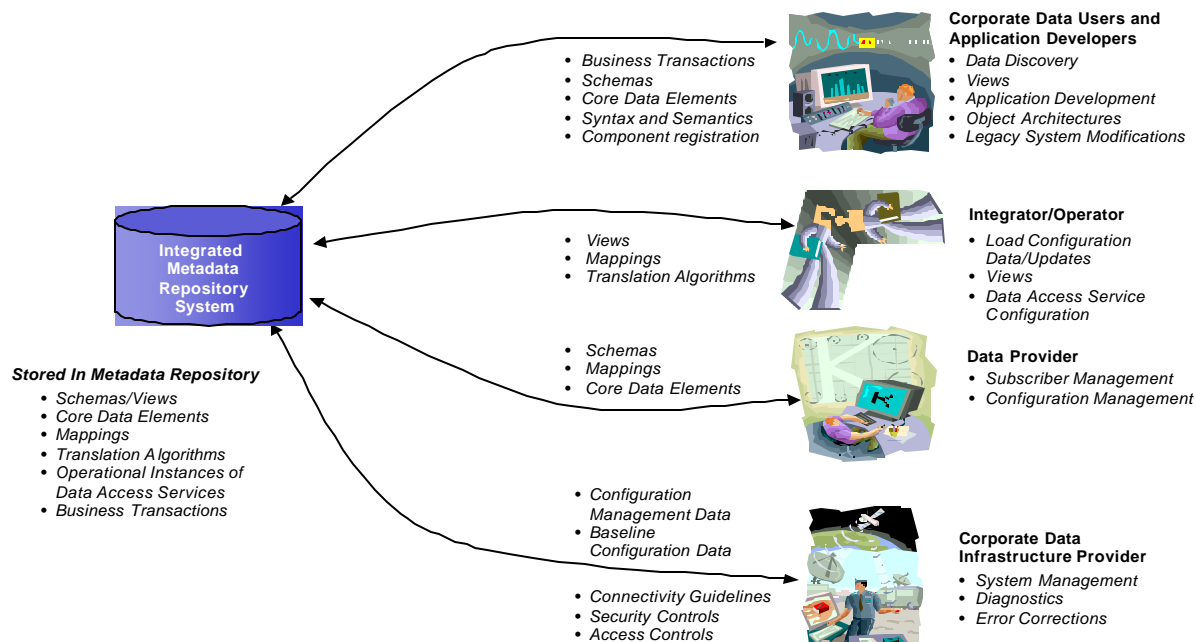 Corporate Data Users and
Application Developers
• Data Discovery
• Views
• Application Development
• Object Architectures
• Legacy System Modifications
• Business Transactions
• Schemas
• Core Data Elements
• Syntax and Semantics
• Component registration
Integrated
Metadata
Repository
System
• Views
• Mappings
• Translation Algorithms
Integrator/Operator
• Load Configuration
Data/Updates
• Views
• Data Access Service
Configuration
• Schemas
• Mappings
• Core Data Elements
Data Provider
• Subscriber Management
• Configuration Management
Stored In Metadata Repository
• Schemas/Views
• Core Data Elements
• Mappings
• Translation Algorithms
• Operational Instances of
Data Access Services
• Business Transactions
• Configuration
Management Data
• Baseline
Configuration Data
• Connectivity Guidelines
• Security Controls
• Access Controls
Corporate Data
Infrastructure Provider
• System Management
• Diagnostics
• Error Corrections